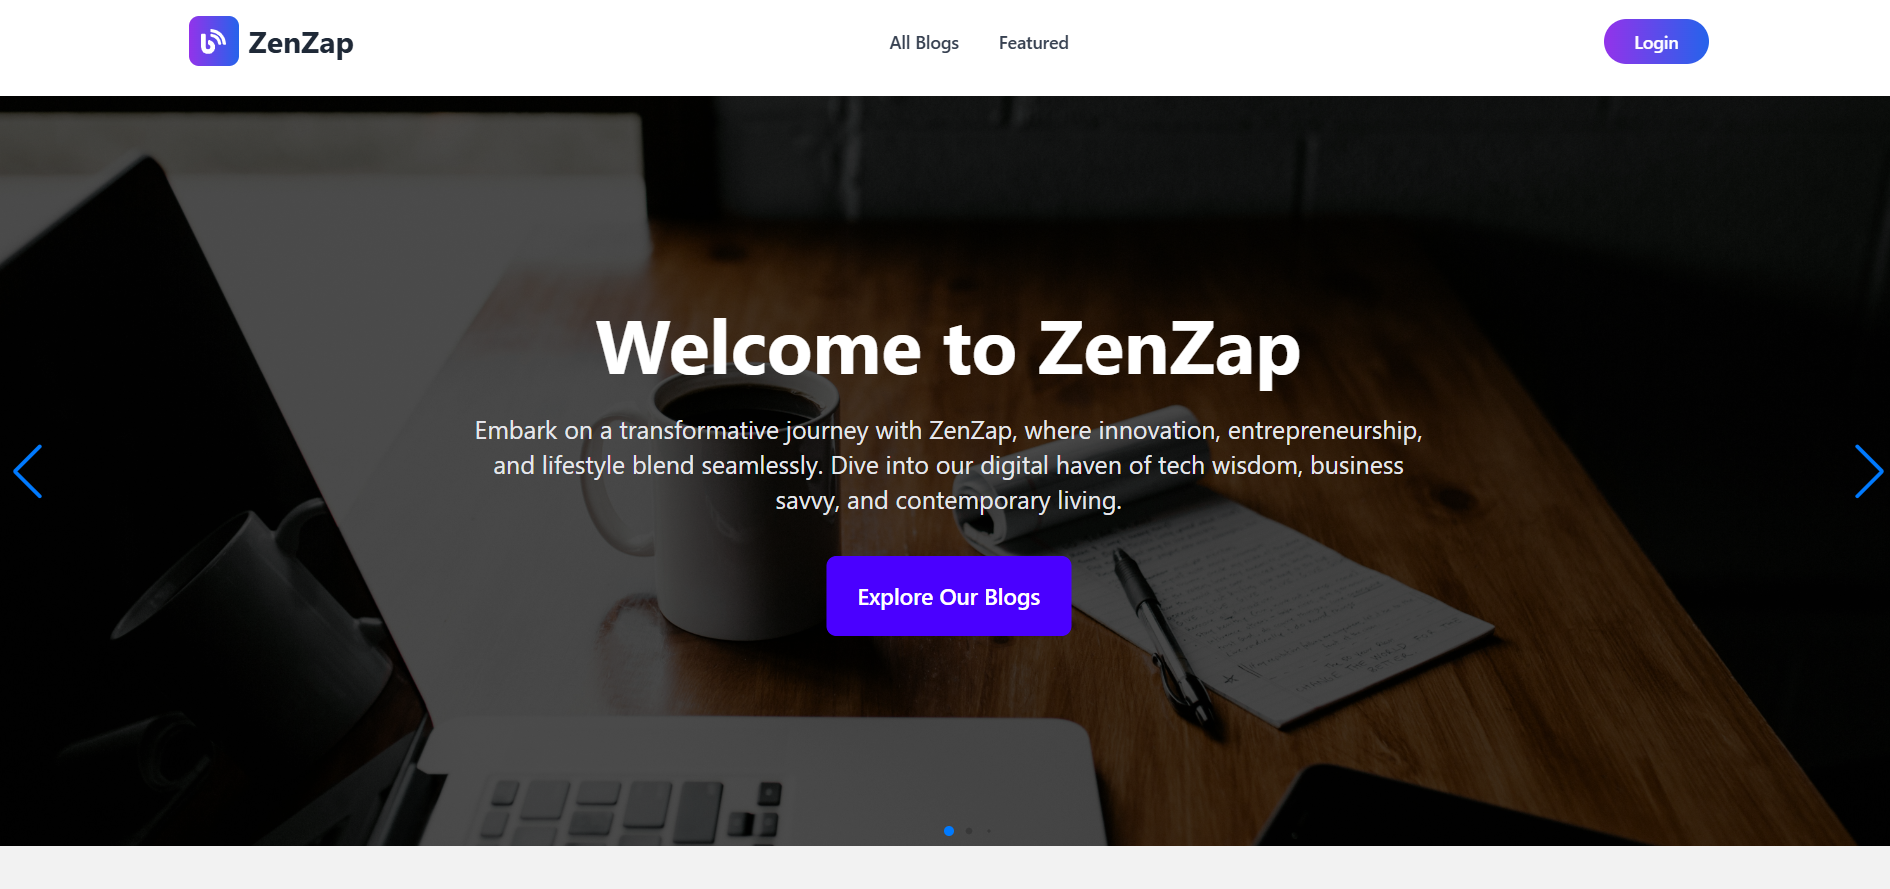 ZenZap
All Blogs
Featured
Login
Welcome to ZenZap
Embark on a transformative journey with ZenZap, where innovation, entrepreneurship,
and lifestyle blend seamlessly. Dive into our digital haven of tech wisdom, business
savvy, and contemporary living.
Explore Our Blogs